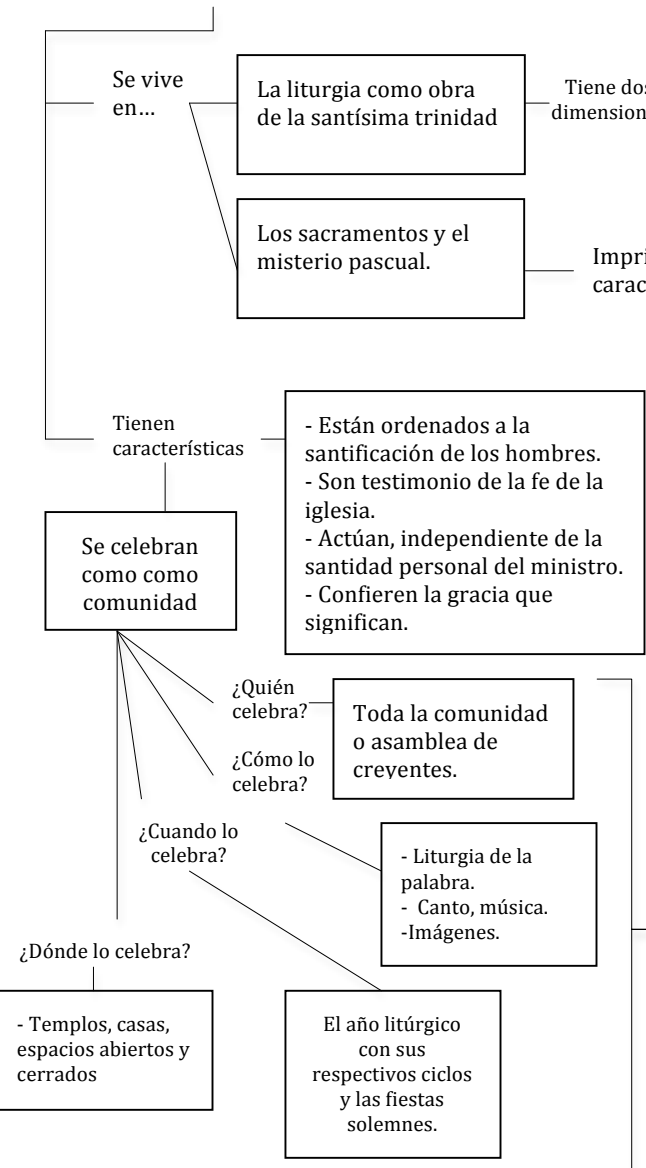 Se vive
en...
La liturgia como obra
de la santísima trinidad
Tiene dos
Los sacramentos y el
misterio pascual.
Tienen
características
- Están ordenados a la
santificación de los hombres.
- Son testimonio de la fe de la
iglesia.
- Actúan, independiente de la
santidad personal del ministro.
- Confieren la gracia que
significan.
Se celebran
como como
comunidad
¿Quién
celebra?
Toda la comunidad
o asamblea de
creyentes.
¿Cómo lo
celebra?
¿Cuando lo
celebra?
- Liturgia de la
palabra.
- Canto, música.
-Imágenes.
¿Dónde lo celebra?
- Templos, casas,
espacios abiertos y
cerrados
El año litúrgico
con sus
respectivos ciclos
y las fiestas
solemnes.